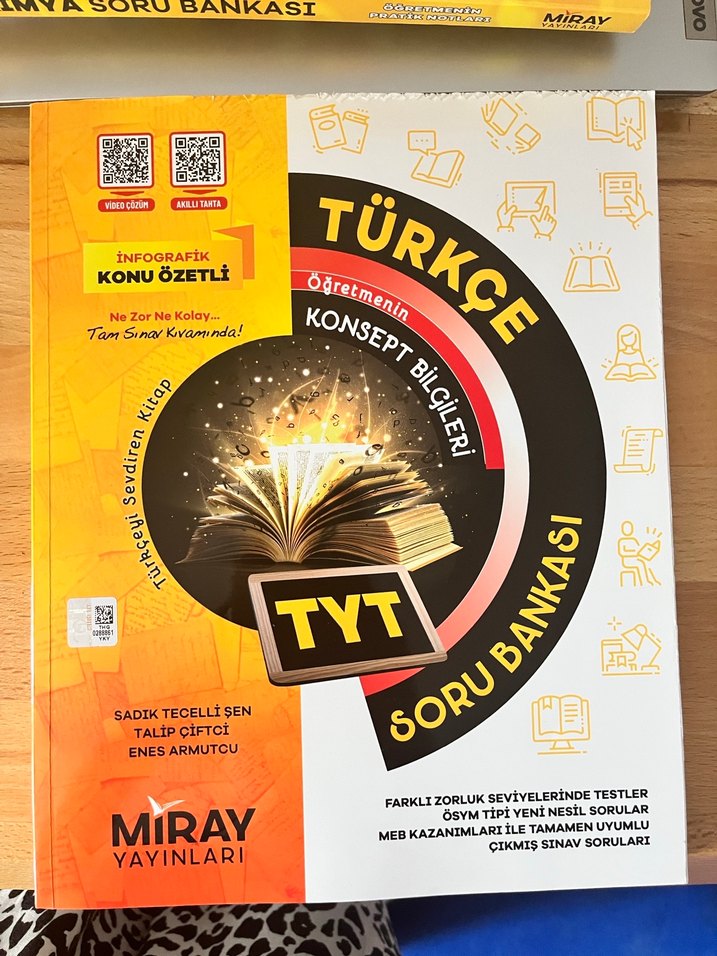 SORU BANKASI
ÖĞRETMENİN
PRATİK NOTLARI
MİRAY
YAYINLARI
VİDEO ÇÖZÜM
AKILLI TAHTA
İNFOGRAFİK
KONU ÖZETLİ
Ne Zor Ne Kolay...
Tam Sınav Kıvamında!
TÜRKÇE
Öğretmenin
KONSEPT BİLGİLERİ
Türkçeyi Sevdiren Kitap
TYT
SORU BANKASI
THG
0288861
YKY
SADIK TECELLİ ŞEN
TALİP ÇİFTCİ
ENES ARMUTCU
MİRAY
YAYINLARI
FARKLI ZORLUK SEVİYELERİNDE TESTLER
ÖSYM TİPİ YENİ NESİL SORULAR
MEB KAZANIMLARI İLE TAMAMEN UYUMLU
ÇIKMIŞ SINAV SORULARI